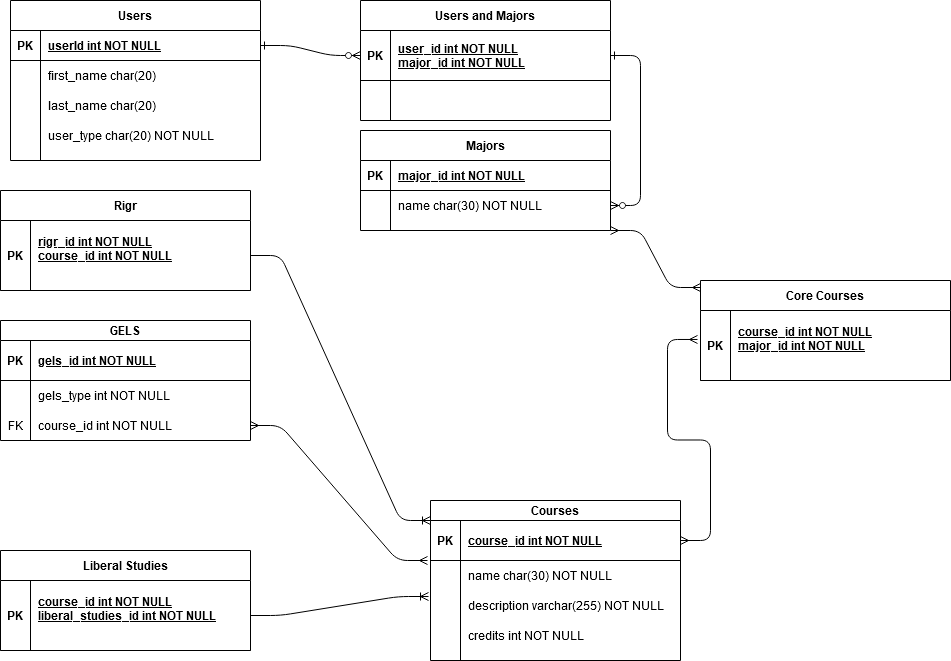 Users
PK userId int NOT NULL
first_name char(20)
last_name char(20)
user_type char(20) NOT NULL
Users and Majors
PK user_id int NOT NULL
major_id int NOT NULL
Majors
PK major_id int NOT NULL
name char(30) NOT NULL
Rigr
PK rigr_id int NOT NULL
course_id int NOT NULL
Core Courses
PK course_id int NOT NULL
major_id int NOT NULL
GELS
PK gels_id int NOT NULL
gels_type int NOT NULL
FK course_id int NOT NULL
Courses
PK course_id int NOT NULL
name char(30) NOT NULL
description varchar(255) NOT NULL
credits int NOT NULL
Liberal Studies
PK course_id int NOT NULL
liberal_studies_id int NOT NULL